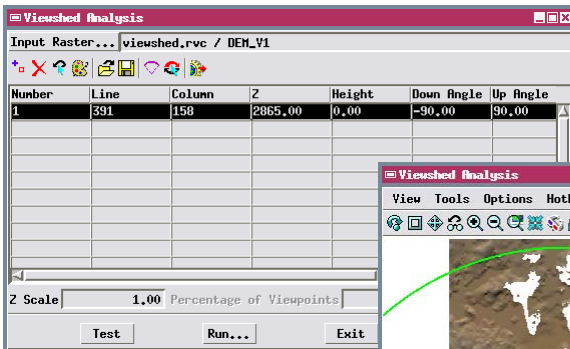 Viewshed Analysis
Input Raster... viewshed.rvc / DEM_V1
Number Line Column Z Height Down Angle Up Angle
1 391 158 2865.00 0.00 -90.00 90.00
Viewshed Analysis
View Tools Options
Z Scale 1.00 Percentage of Viewpoints
Test Run... Exit